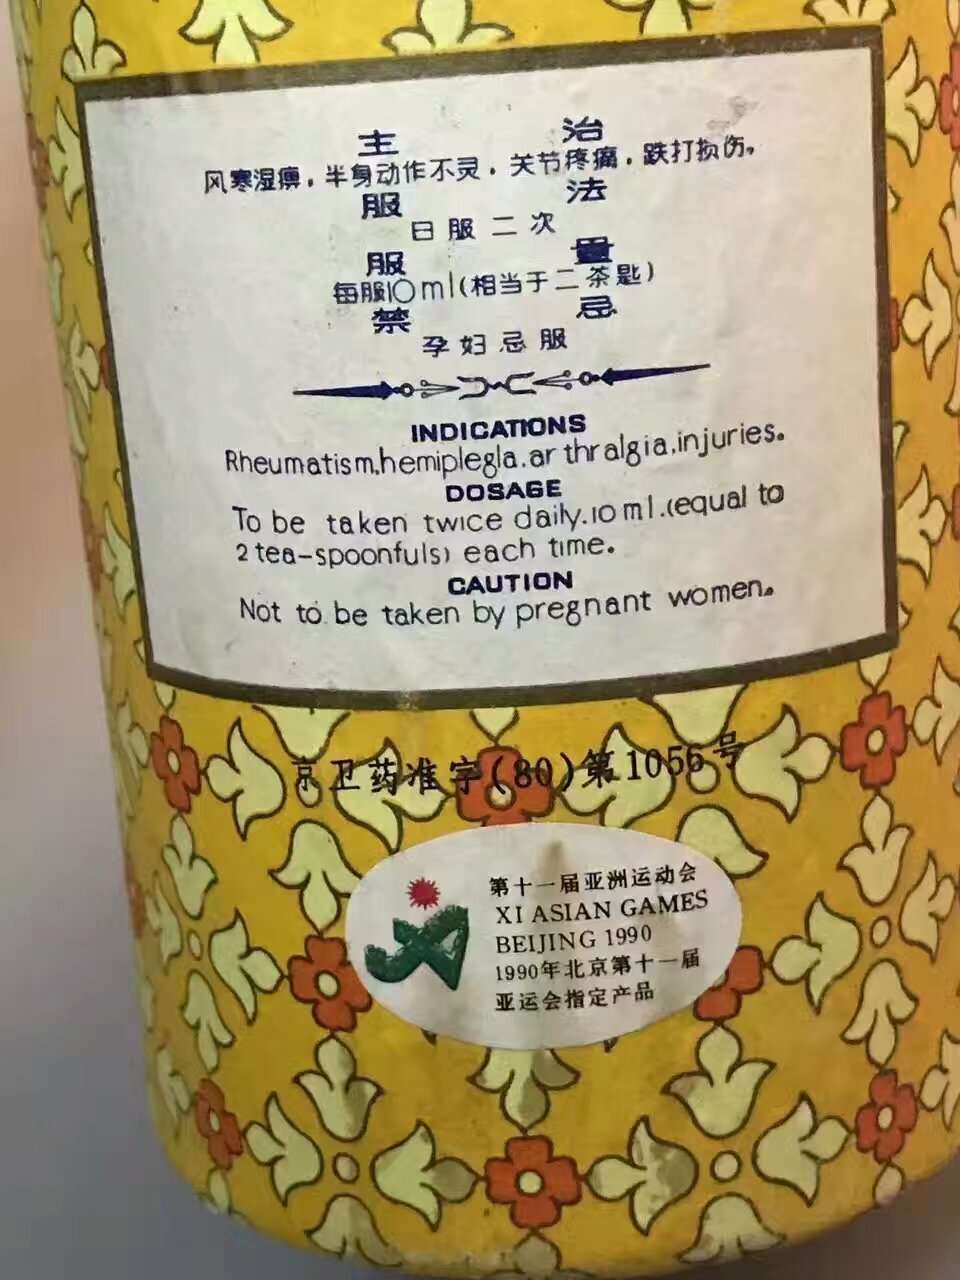 主治
风寒湿痹，半身动作不灵，关节疼痛，跌打损伤。
服法
日服二次
服量
每服10ml(相当于二茶匙)
禁忌
孕妇忌服
INDICATIONS
Rheumatism,hemiplegla.ar thralgia,injuries.
DOSAGE
To be taken twice daily.10ml.(equal to
2 tea-spoonfuls) each time.
CAUTION
Not to be taken by pregnant women.
京卫药准字(80)第1056号
第十一届亚洲运动会
XI ASIAN GAMES
BEIJING 1990
1990年北京第十一届
亚运会指定产品